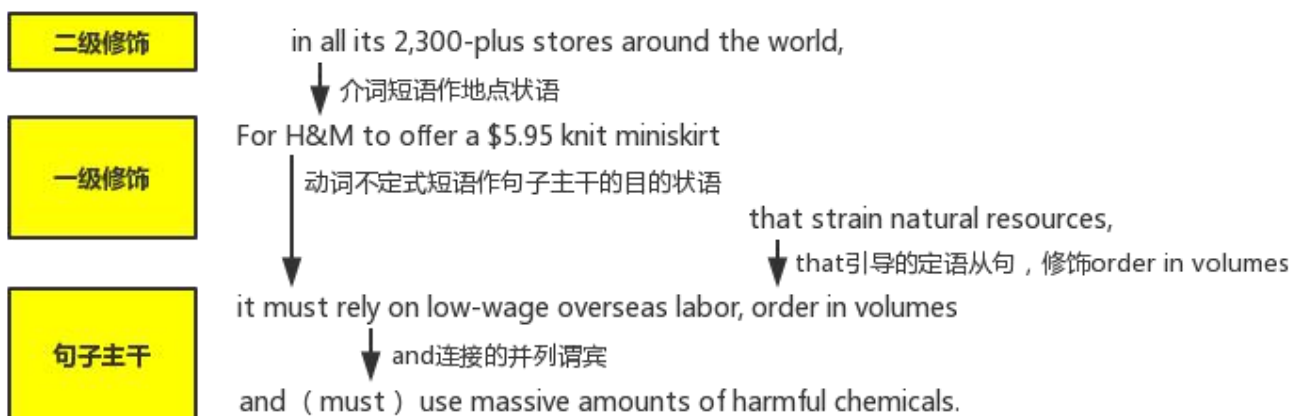 二级修饰
in all its 2,300-plus stores around the world,
介词短语作地点状语
For H&M to offer a $5.95 knit miniskirt
一级修饰
动词不定式短语作句子主干的目的状语
that strain natural resources,
that引导的定语从句，修饰order in volumes
it must rely on low-wage overseas labor, order in volumes
句子主干
and连接的并列谓宾
and （must） use massive amounts of harmful chemicals.